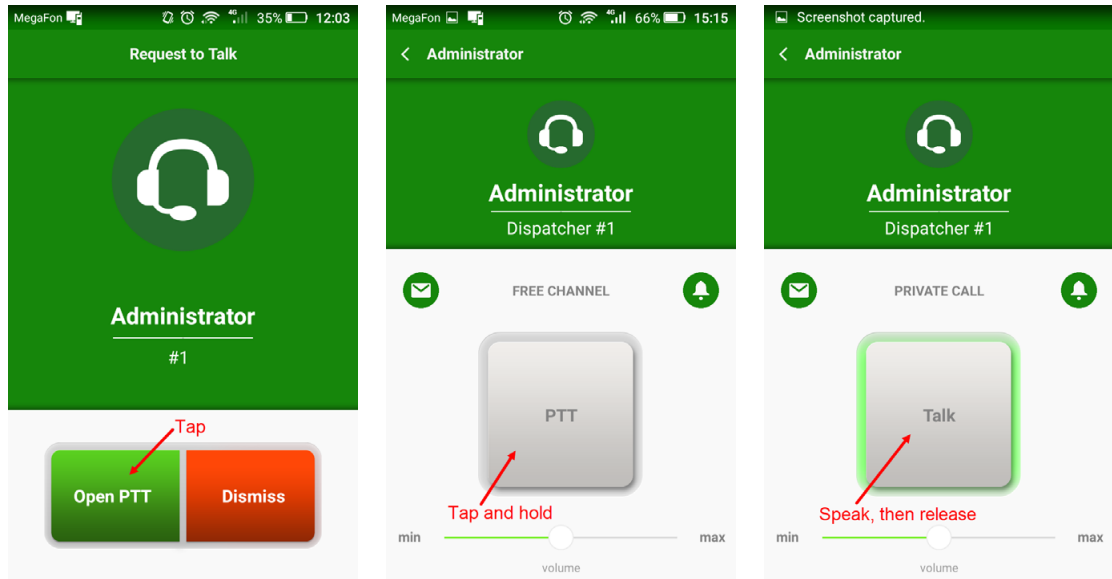 MegaFon 4G 35% 12:03
Request to Talk
Administrator
#1
Tap
Open PTT Dismiss
MegaFon 4G 66% 15:15
Administrator
Administrator
Dispatcher #1
FREE CHANNEL
PTT
Tap and hold
min max
volume
Screenshot captured.
Administrator
Administrator
Dispatcher #1
PRIVATE CALL
Talk
Speak, then release
min max
volume